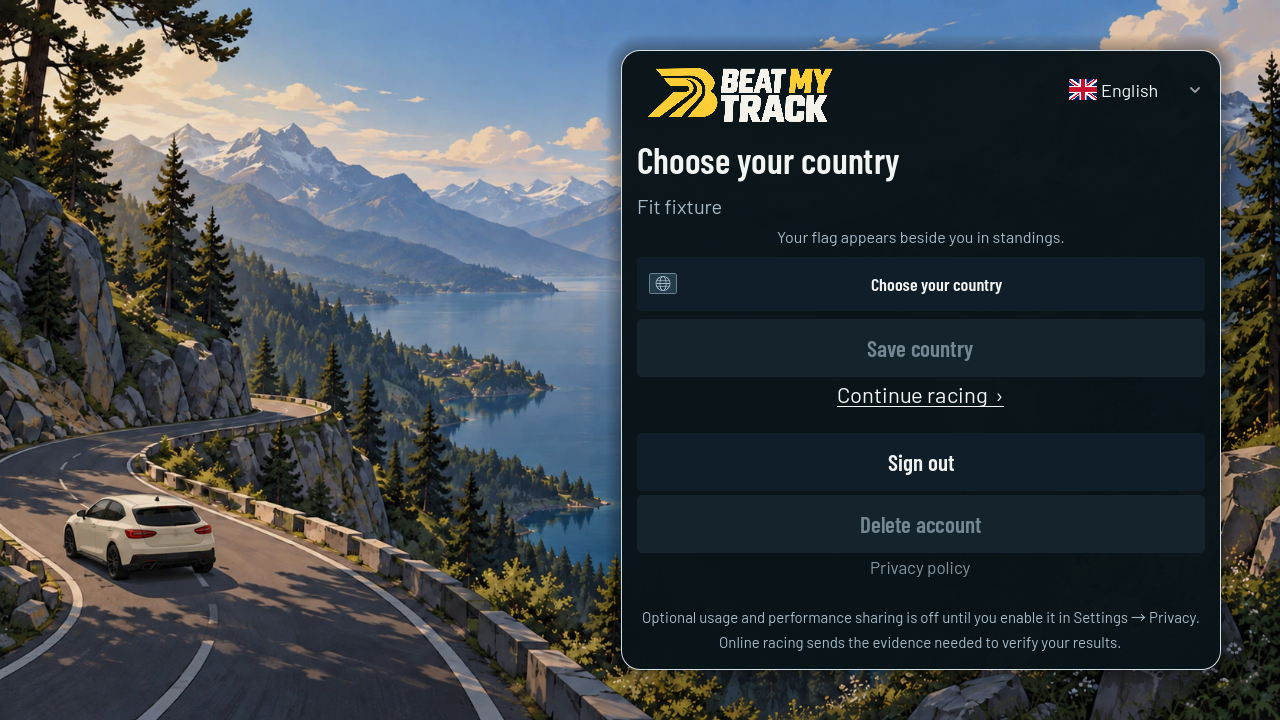 BEAT MY
TRACK
English
Choose your country
Fit fixture
Your flag appears beside you in standings.
Choose your country
Save country
Continue racing ›
Sign out
Delete account
Privacy policy
Optional usage and performance sharing is off until you enable it in Settings → Privacy.
Online racing sends the evidence needed to verify your results.